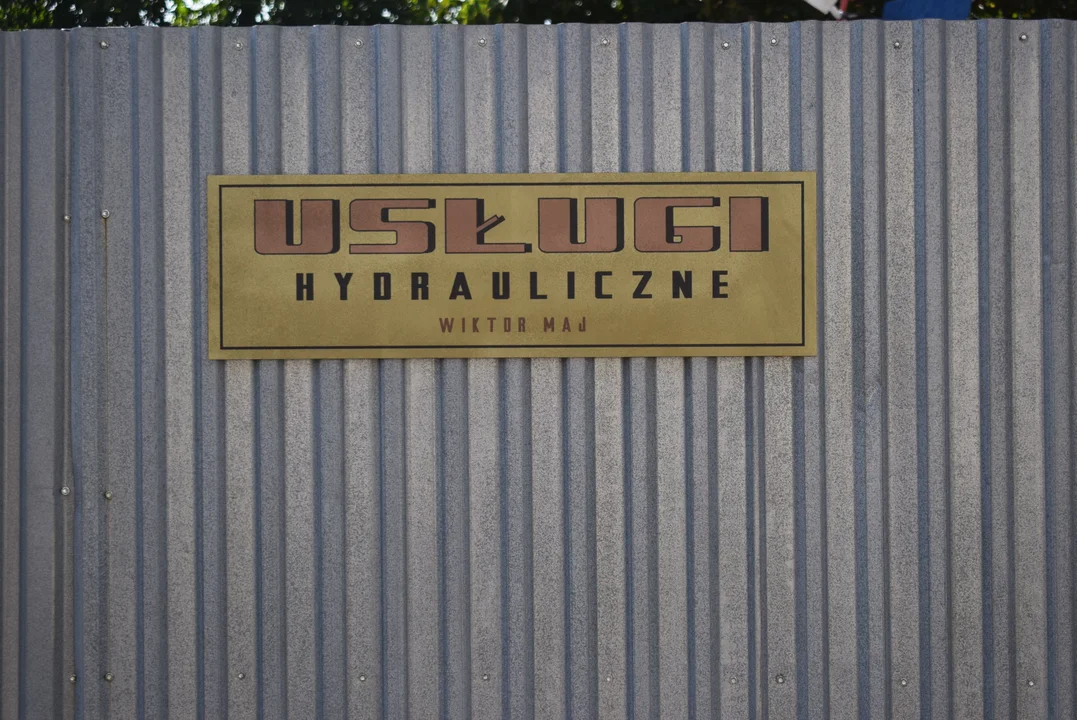 USŁUGI
HYDRAULICZNE
WIKTOR MAJ